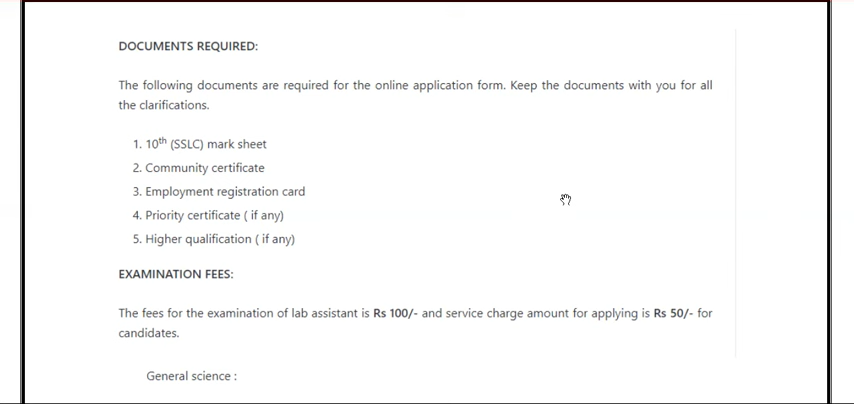 DOCUMENTS REQUIRED:
The following documents are required for the online application form. Keep the documents with you for all
the clarifications.
1. 10th (SSLC) mark sheet
2. Community certificate
3. Employment registration card
4. Priority certificate ( if any)
5. Higher qualification ( if any)
EXAMINATION FEES:
The fees for the examination of lab assistant is Rs 100/- and service charge amount for applying is Rs 50/- for
candidates.
General science :